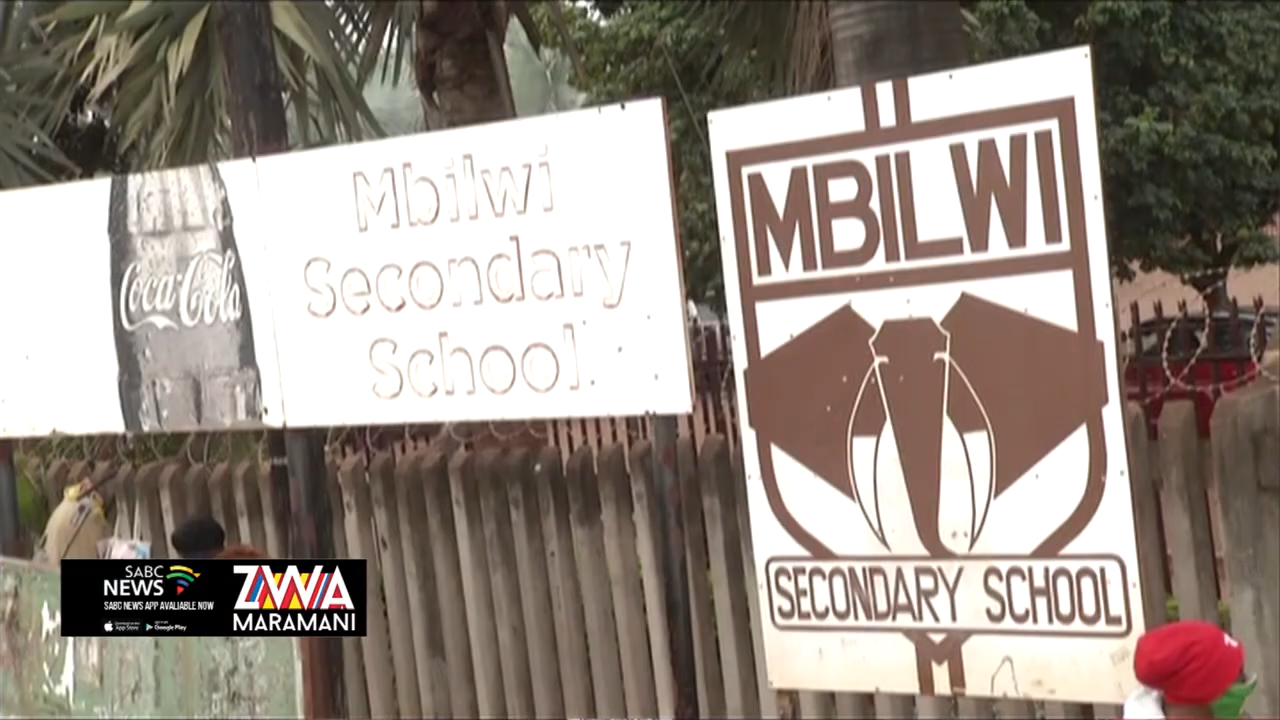 Mbilwi
Secondary
School
Coca-Cola
MBILWI
SECONDARY SCHOOL
SABC
NEWS
SABC NEWS APP AVALIABLE NOW
App Store
Google Play
ZWA
MARAMANI